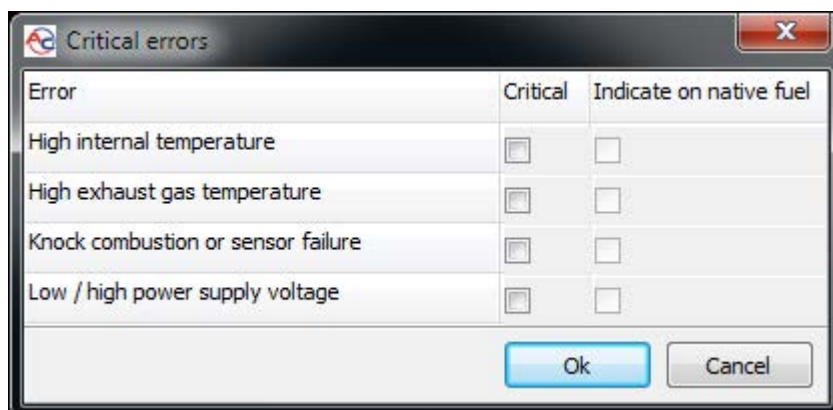 Critical errors
Error Critical Indicate on native fuel
High internal temperature
High exhaust gas temperature
Knock combustion or sensor failure
Low / high power supply voltage
Ok Cancel